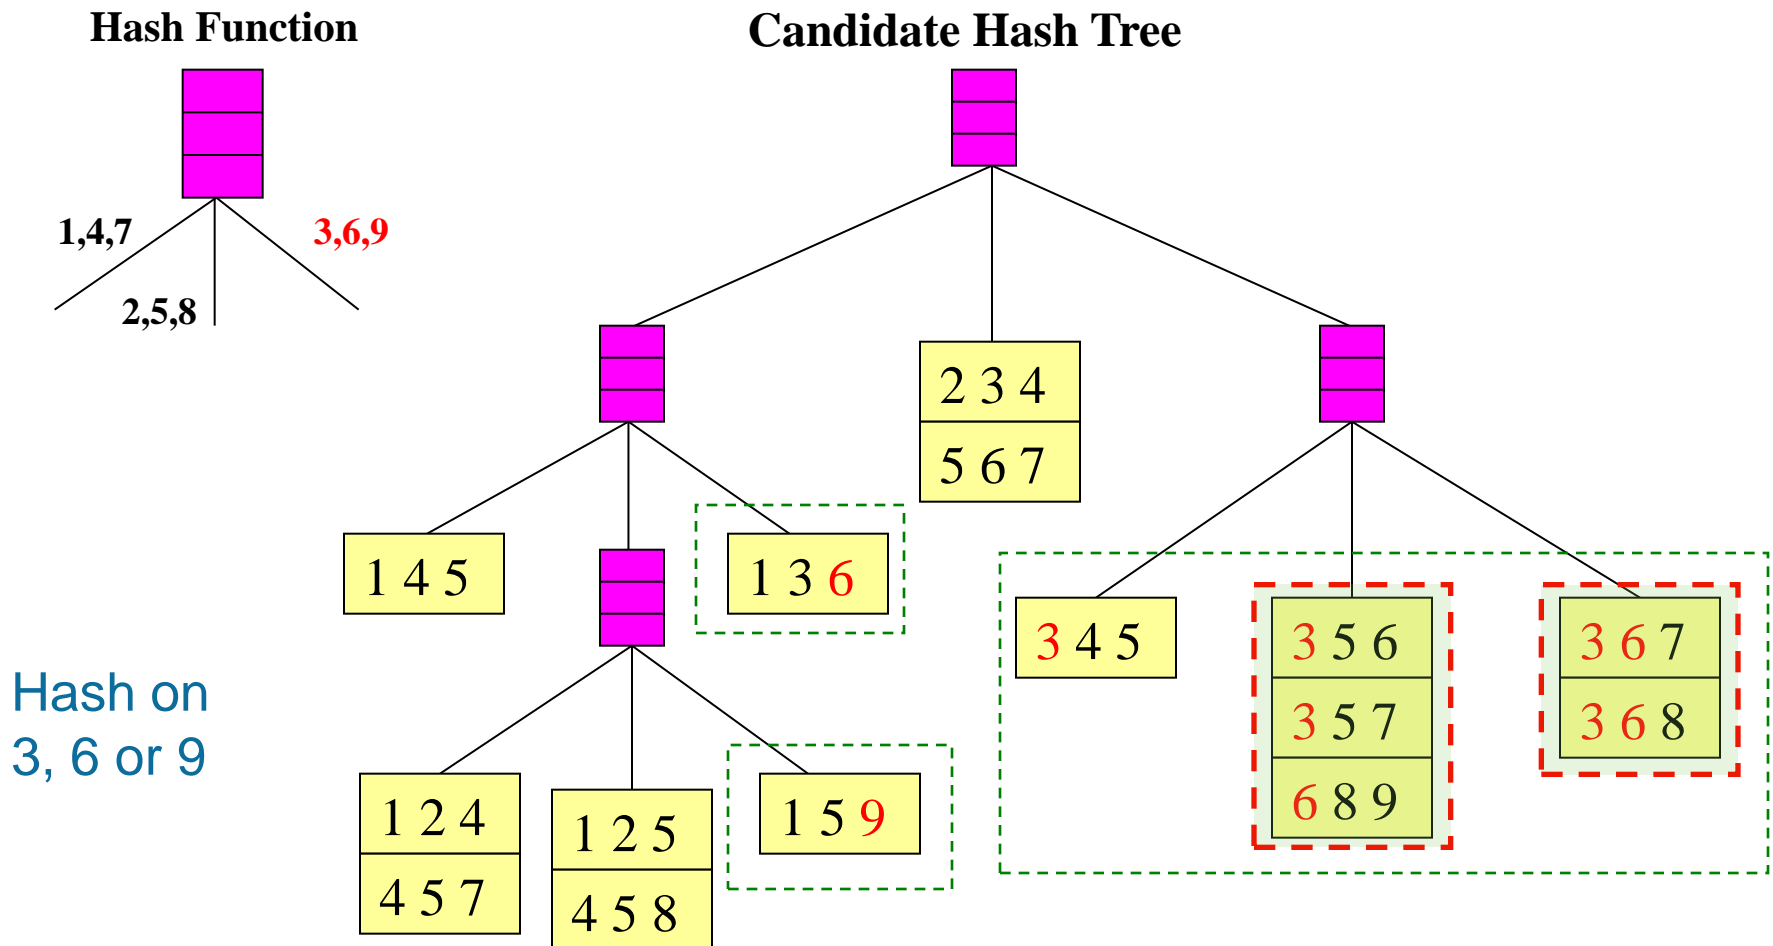 Hash Function
Candidate Hash Tree
1,4,7
3,6,9
2,5,8
2 3 4
5 6 7
1 4 5
1 3 6
3 4 5
3 5 6
3 5 7
6 8 9
3 6 7
3 6 8
Hash on
3, 6 or 9
1 2 4
4 5 7
1 2 5
4 5 8
1 5 9